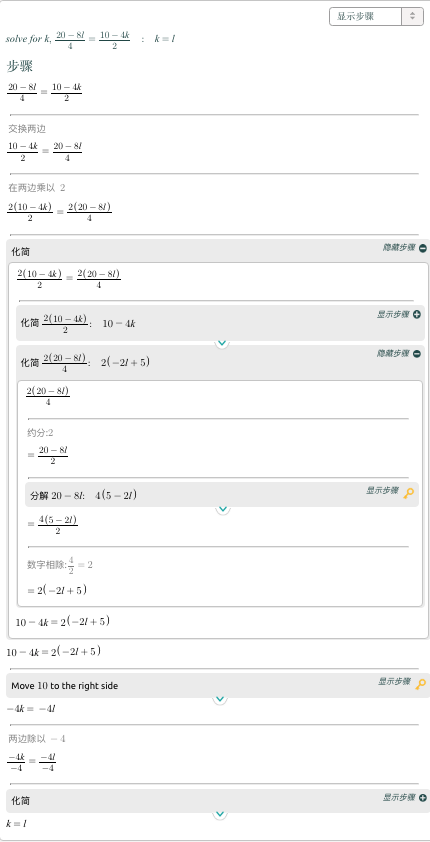 显示步骤
solve for k, \frac{20-8l}{4} = \frac{10-4k}{2} : k = l
步骤
\frac{20-8l}{4} = \frac{10-4k}{2}
交换两边
\frac{10-4k}{2} = \frac{20-8l}{4}
在两边乘以 2
\frac{2(10-4k)}{2} = \frac{2(20-8l)}{4}
化简 隐藏步骤
\frac{2(10-4k)}{2} = \frac{2(20-8l)}{4}
化简 \frac{2(10-4k)}{2}: 10-4k 显示步骤
化简 \frac{2(20-8l)}{4}: 2(-2l+5) 隐藏步骤
\frac{2(20-8l)}{4}
约分:2
= \frac{20-8l}{2}
分解 20-8l: 4(5-2l) 显示步骤
= \frac{4(5-2l)}{2}
数字相除:\frac{4}{2} = 2
= 2(-2l+5)
10-4k = 2(-2l+5)
10-4k = 2(-2l+5)
Move 10 to the right side 显示步骤
-4k = -4l
两边除以 -4
\frac{-4k}{-4} = \frac{-4l}{-4}
化简 显示步骤
k = l